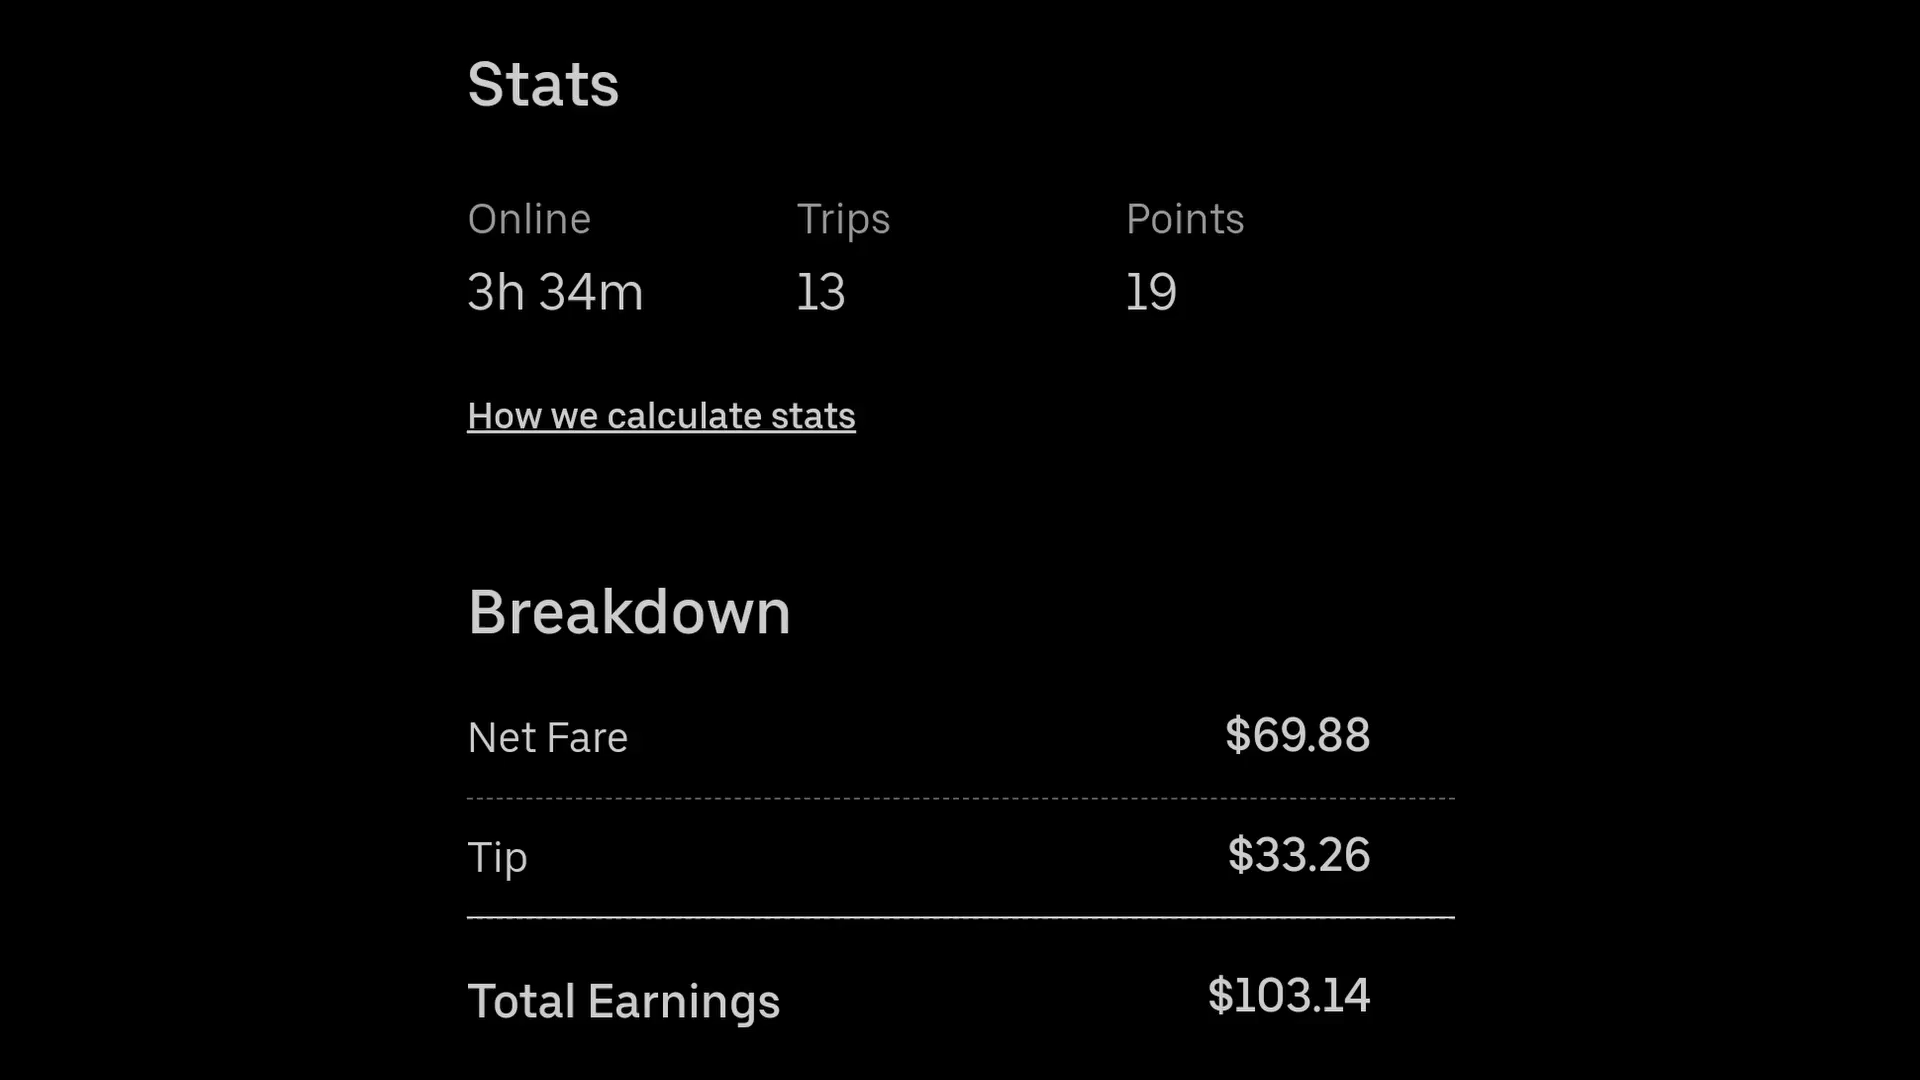 Stats
Online Trips Points
3h 34m 13 19
How we calculate stats
Breakdown
Net Fare $69.88
Tip $33.26
Total Earnings $103.14